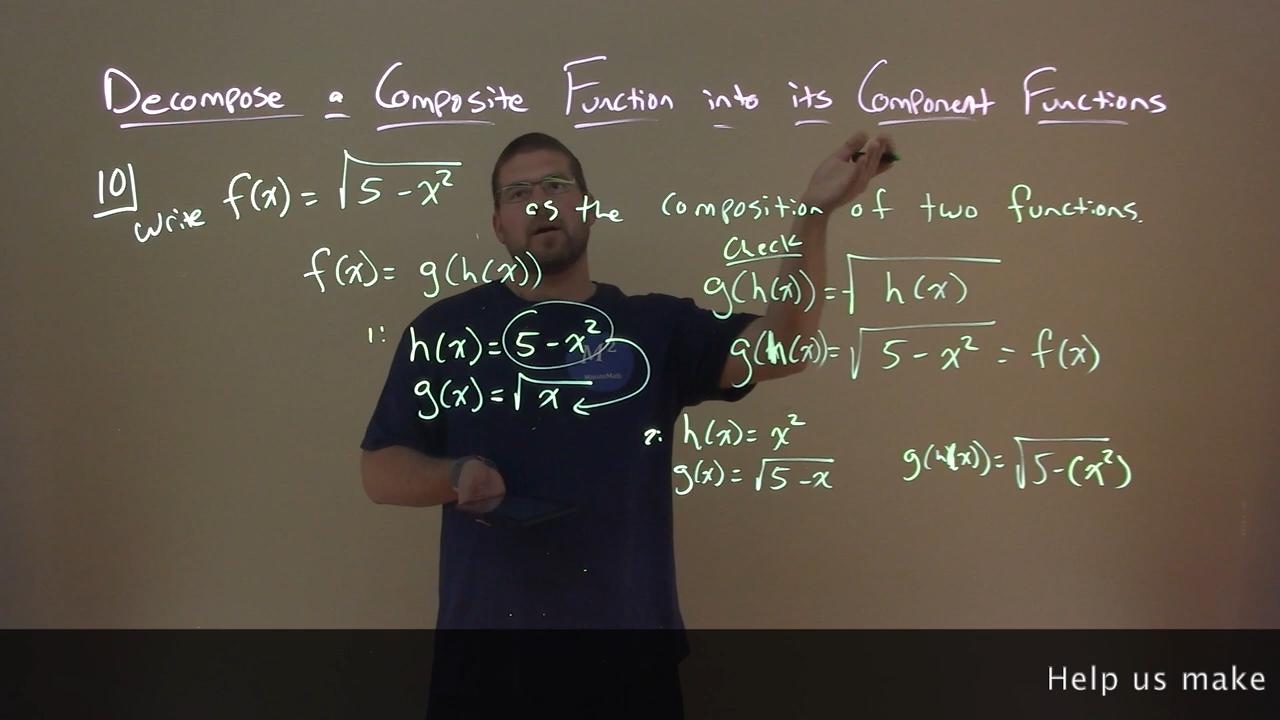 Decompose a Composite Function into its Component Functions
10] write f(x) = √(5 - x²) as the composition of two functions.
f(x) = g(h(x))
1: h(x) = 5 - x²
g(x) = √x
M²
Check
g(h(x)) = √(h(x))
g(h(x)) = √(5 - x²) = f(x)
2: h(x) = x²
g(x) = √(5 - x)
g(h(x)) = √(5 - (x²))
Help us make